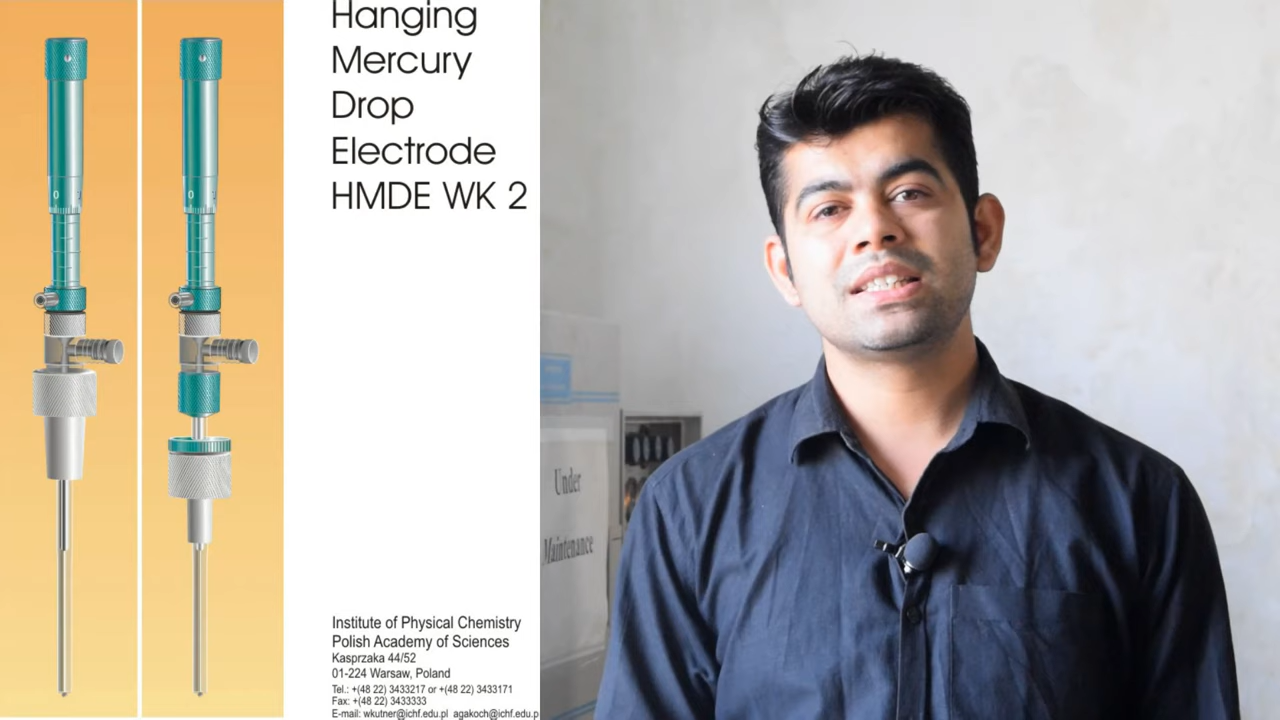 Hanging
Mercury
Drop
Electrode
HMDE WK 2
Institute of Physical Chemistry
Polish Academy of Sciences
Kasprzaka 44/52
01-224 Warsaw, Poland
Tel.: +(48 22) 3433217 or +(48 22) 3433171
Fax: +(48 22) 3433333
E-mail: wkutner@ichf.edu.pl agakoch@ichf.edu.p
0
0
Under
Maintenance